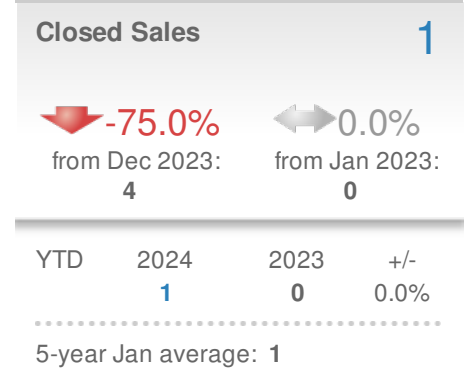 Closed Sales 1
-75.0% 0.0%
from Dec 2023: from Jan 2023:
4 0
YTD 2024 2023 +/-
1 0 0.0%
5-year Jan average: 1